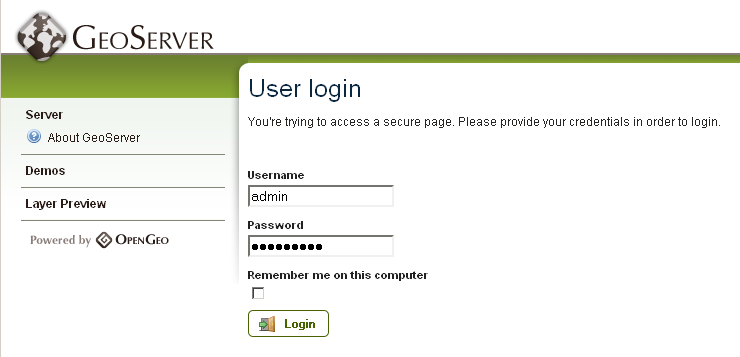 GEOSERVER
User login
You're trying to access a secure page. Please provide your credentials in order to login.
Server
About GeoServer
Demos
Layer Preview
Powered by OPENGEO
Username
admin
Password
●●●●●●●●●
Remember me on this computer
Login